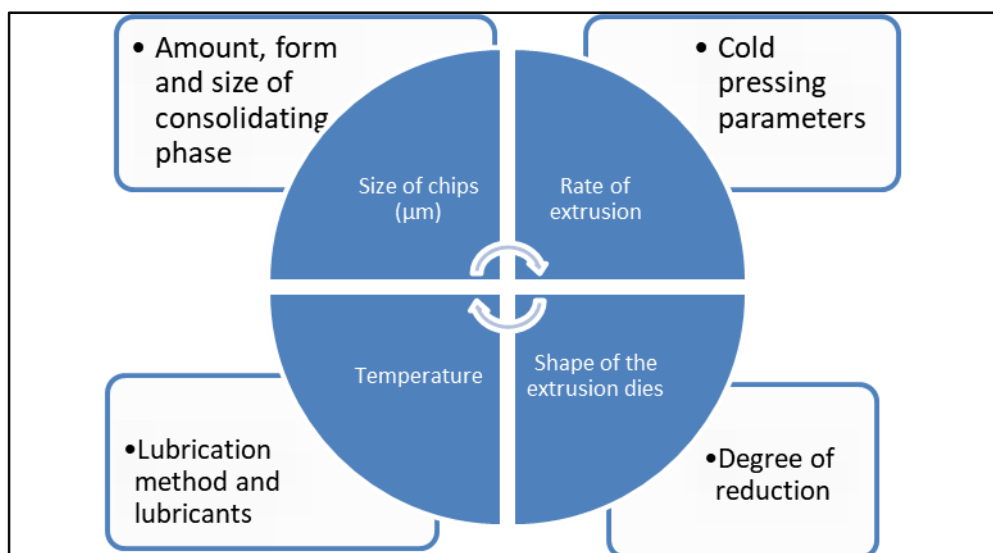 • Amount, form
and size of
consolidating
phase
• Cold
pressing
parameters
Size of chips
(μm)
Rate of
extrusion
Temperature
Shape of the
extrusion dies
•Lubrication
method and
lubricants
•Degree of
reduction